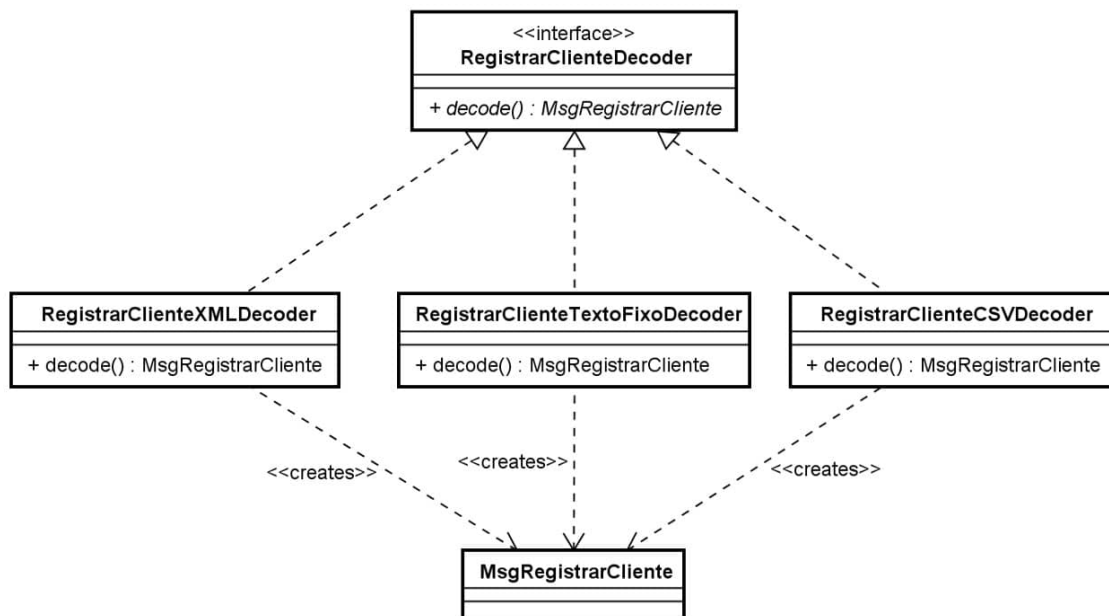 <<interface>>
RegistrarClienteDecoder
+ decode() : MsgRegistrarCliente
RegistrarClienteXMLDecoder
+ decode() : MsgRegistrarCliente
RegistrarClienteTextoFixoDecoder
+ decode() : MsgRegistrarCliente
RegistrarClienteCSVDecoder
+ decode() : MsgRegistrarCliente
<<creates>>
<<creates>>
<<creates>>
MsgRegistrarCliente